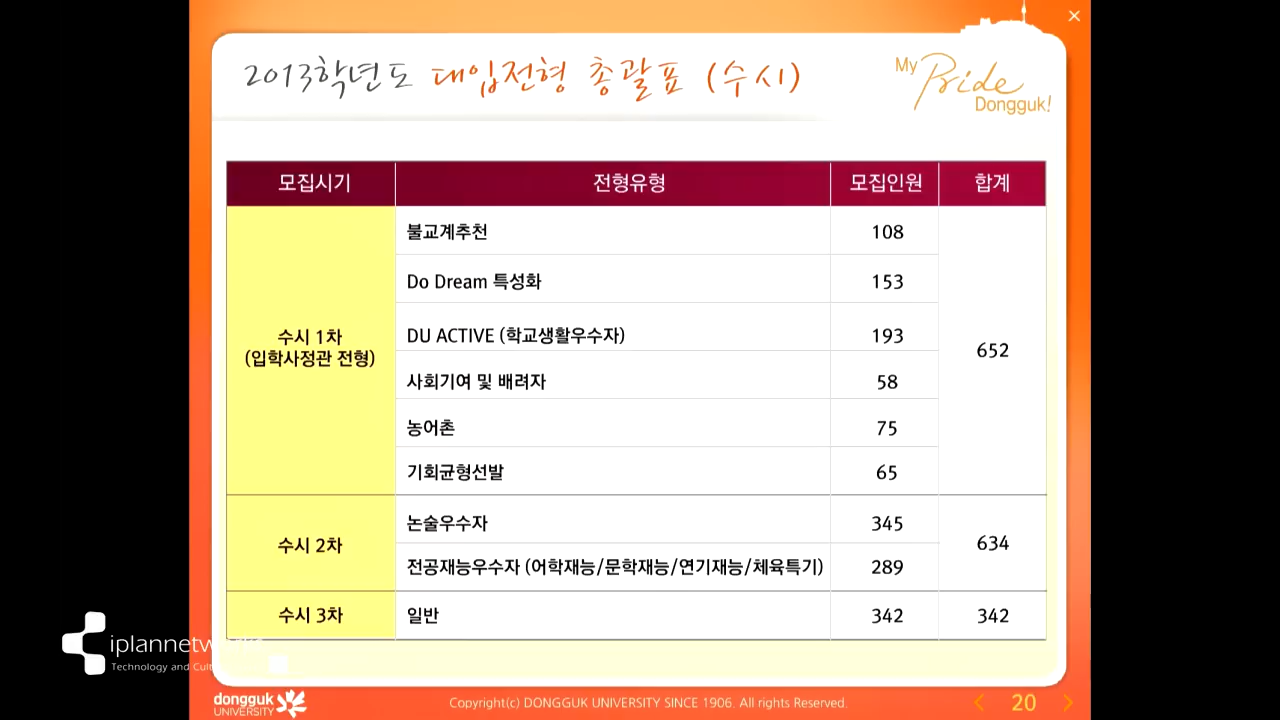 2013학년도 대입전형 총괄표 (수시)
My Pride Dongguk!
모집시기 전형유형 모집인원 합계
수시 1차
(입학사정관 전형)
불교계추천 108
Do Dream 특성화 153
DU ACTIVE (학교생활우수자) 193
사회기여 및 배려자 58
농어촌 75
기회균형선발 65
652
수시 2차
논술우수자 345
전공재능우수자 (어학재능/문학재능/연기재능/체육특기) 289
634
수시 3차 일반 342 342
iplannetworks
Technology and
dongguk
UNIVERSITY
Copyright(c) DONGGUK UNIVERSITY SINCE 1906. All rights Reserved.
20